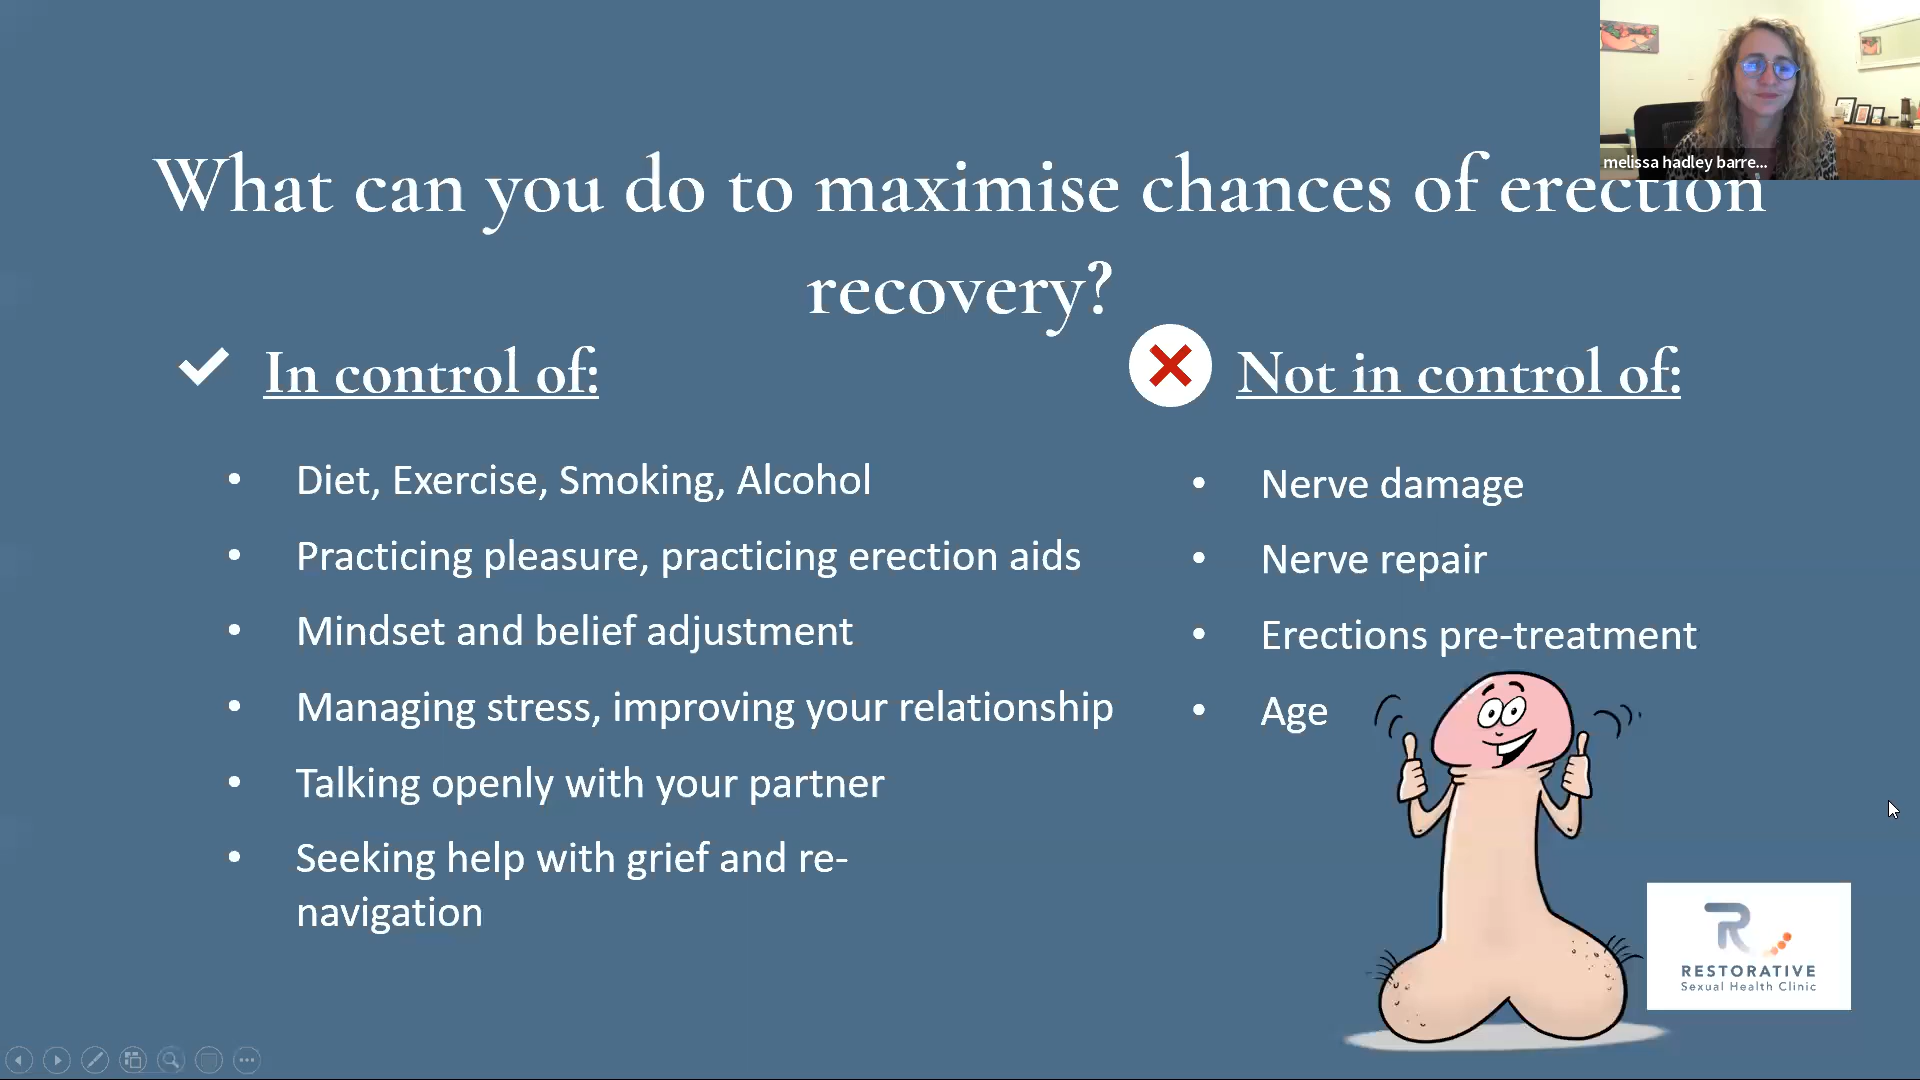 melissa hadley barre...
What can you do to maximise chances of erection
recovery?
In control of:
• Diet, Exercise, Smoking, Alcohol
• Practicing pleasure, practicing erection aids
• Mindset and belief adjustment
• Managing stress, improving your relationship
• Talking openly with your partner
• Seeking help with grief and re-
navigation
Not in control of:
• Nerve damage
• Nerve repair
• Erections pre-treatment
• Age
RESTORATIVE
Sexual Health Clinic